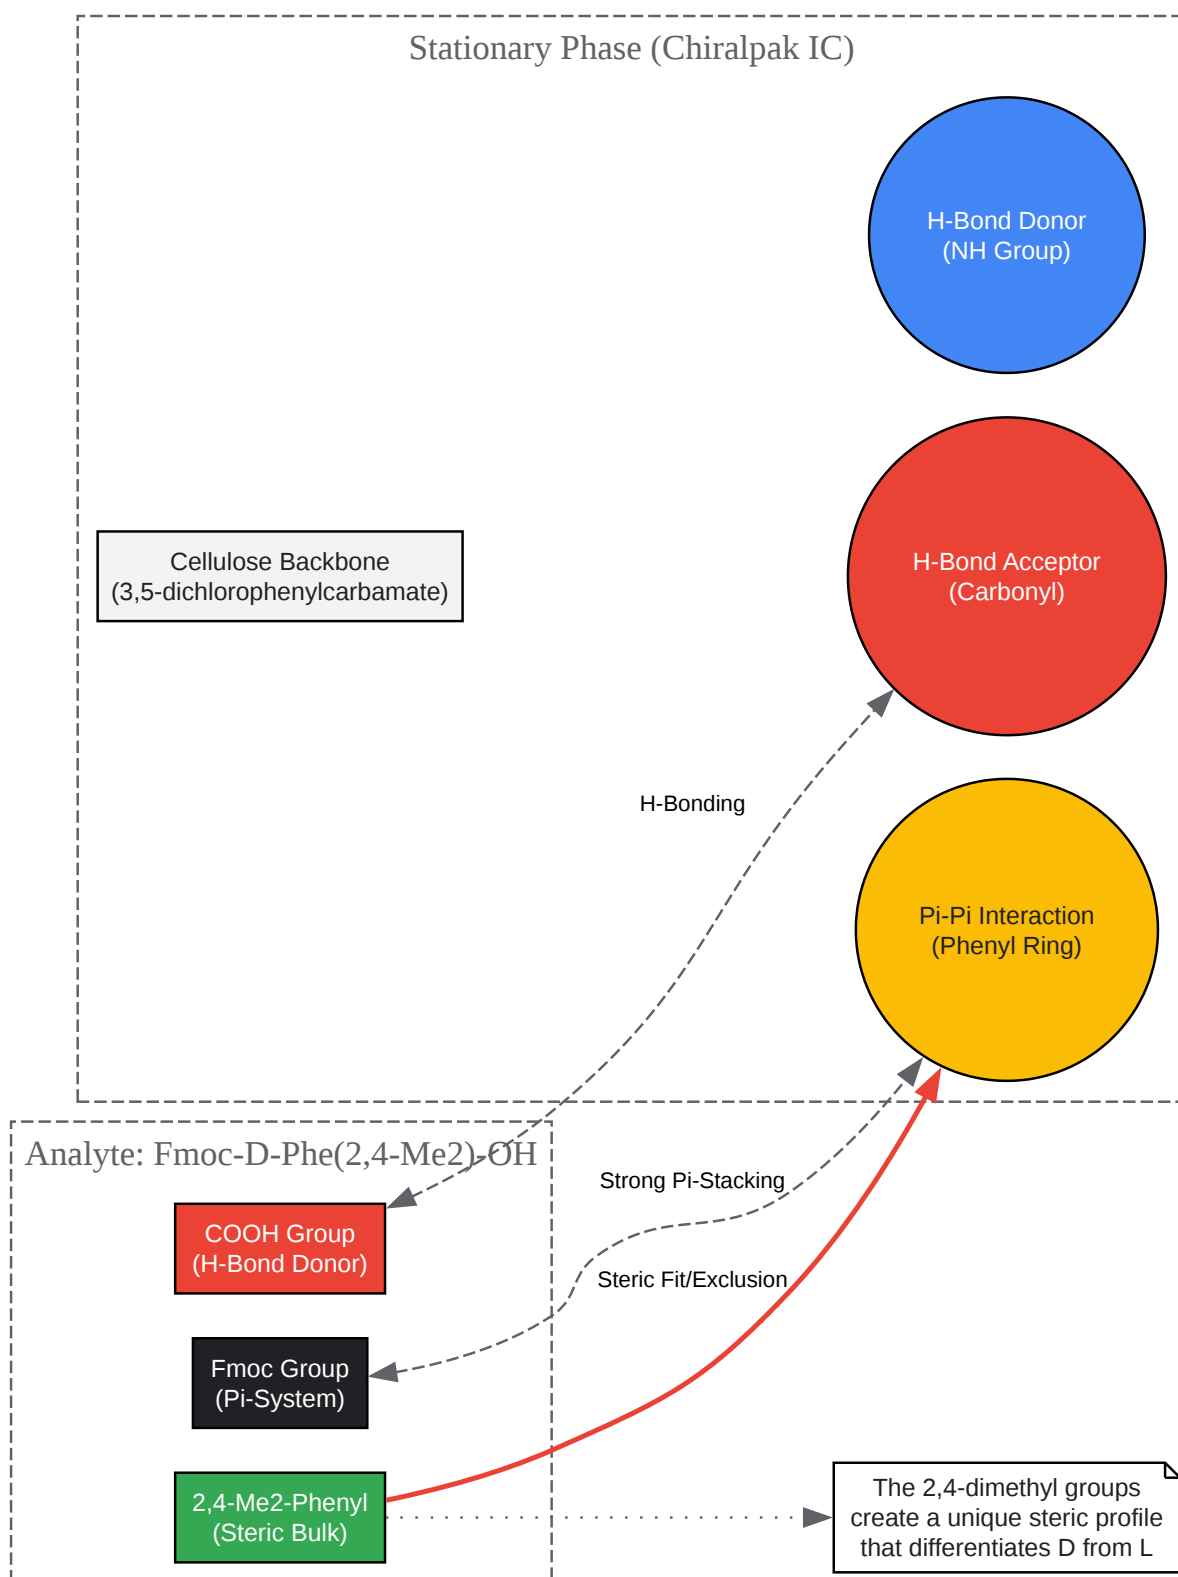 Stationary Phase (Chiralpak IC)
H-Bond Donor
(NH Group)
Cellulose Backbone
(3,5-dichlorophenylcarbamate)
H-Bond Acceptor
(Carbonyl)
H-Bonding
Pi-Pi Interaction
(Phenyl Ring)
Analyte: Fmoc-D-Phe(2,4-Me2)-OH
Strong Pi-Stacking
COOH Group
(H-Bond Donor)
Steric Fit/Exclusion
Fmoc Group
(Pi-System)
2,4-Me2-Phenyl
(Steric Bulk)
The 2,4-dimethyl groups
create a unique steric profile
that differentiates D from L